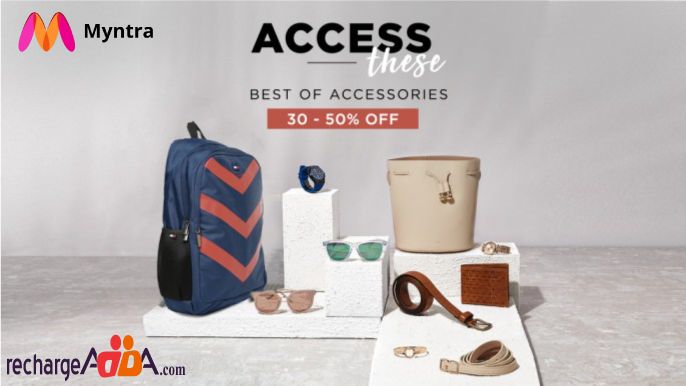 Myntra
ACCESS
these
BEST OF ACCESSORIES
30 - 50% OFF
rechargeADDA.com